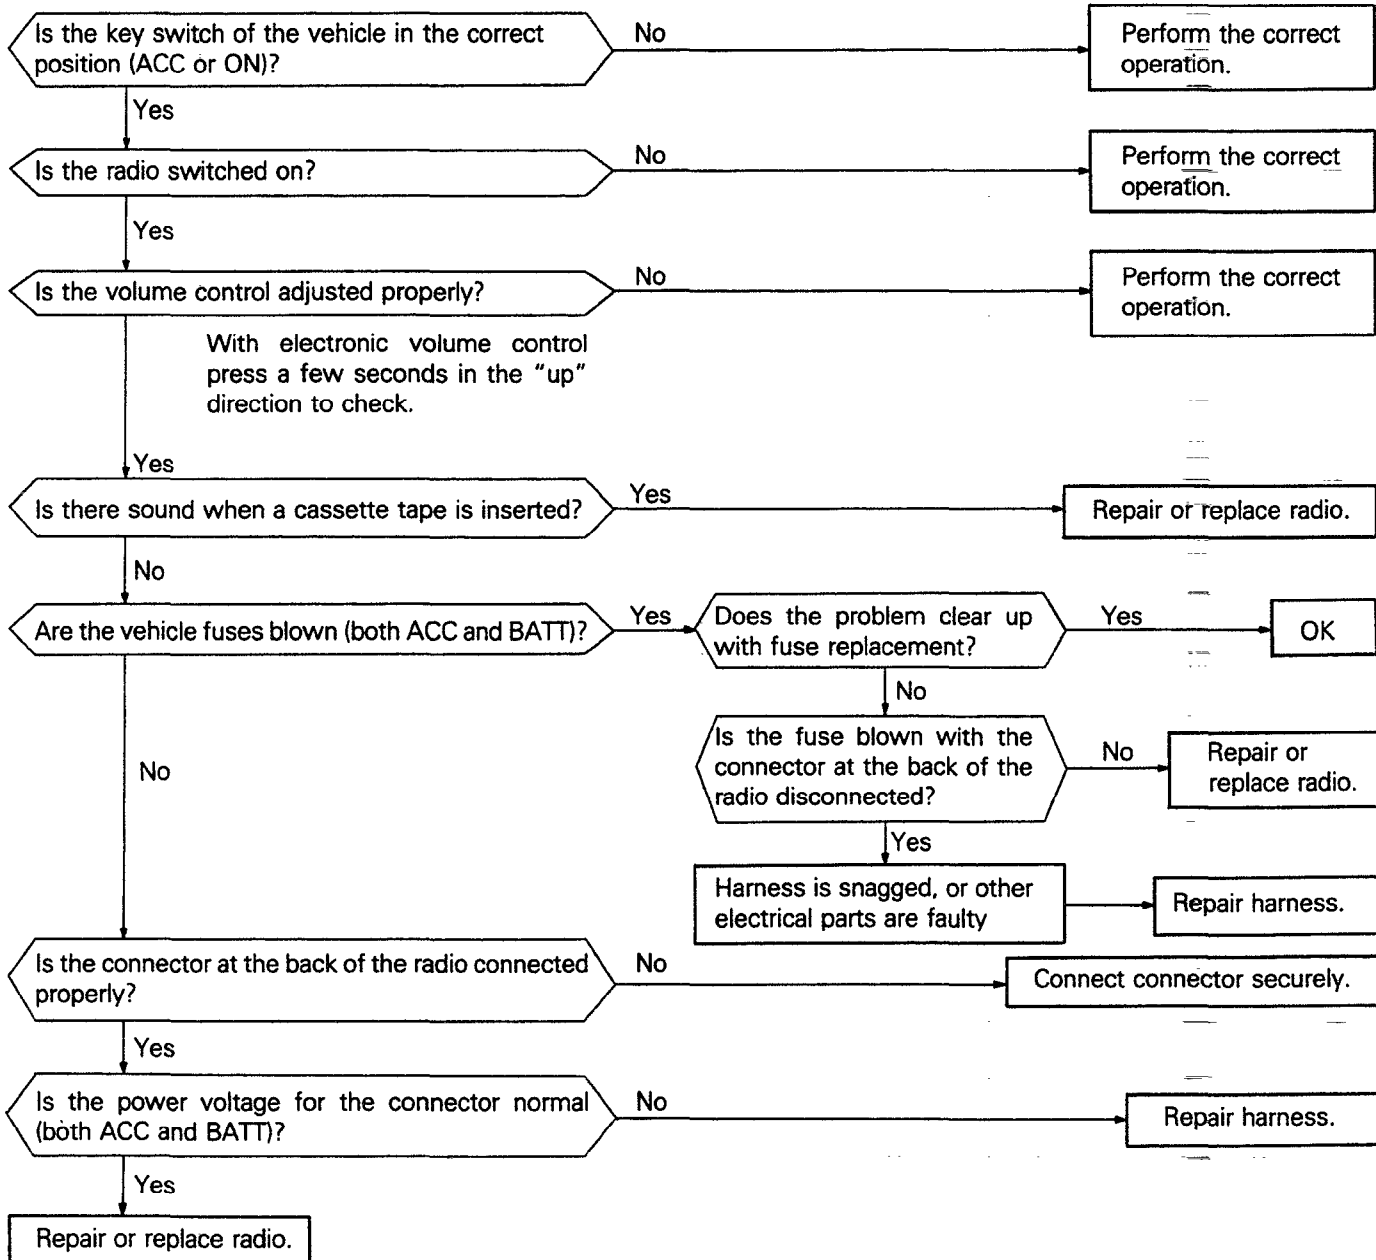 Is the key switch of the vehicle in the correct
position (ACC or ON)?
No
Perform the correct
operation.
Yes
Is the radio switched on?
No
Perform the correct
operation.
Yes
Is the volume control adjusted properly?
No
Perform the correct
operation.
With electronic volume control
press a few seconds in the "up"
direction to check.
Yes
Is there sound when a cassette tape is inserted?
Yes
Repair or replace radio.
No
Are the vehicle fuses blown (both ACC and BATT)?
Yes
Does the problem clear up
with fuse replacement?
Yes
OK
No
Is the fuse blown with the
connector at the back of the
radio disconnected?
No
Repair or
replace radio.
Yes
Harness is snagged, or other
electrical parts are faulty
Repair harness.
No
Is the connector at the back of the radio connected
properly?
No
Connect connector securely.
Yes
Is the power voltage for the connector normal
(both ACC and BATT)?
No
Repair harness.
Yes
Repair or replace radio.